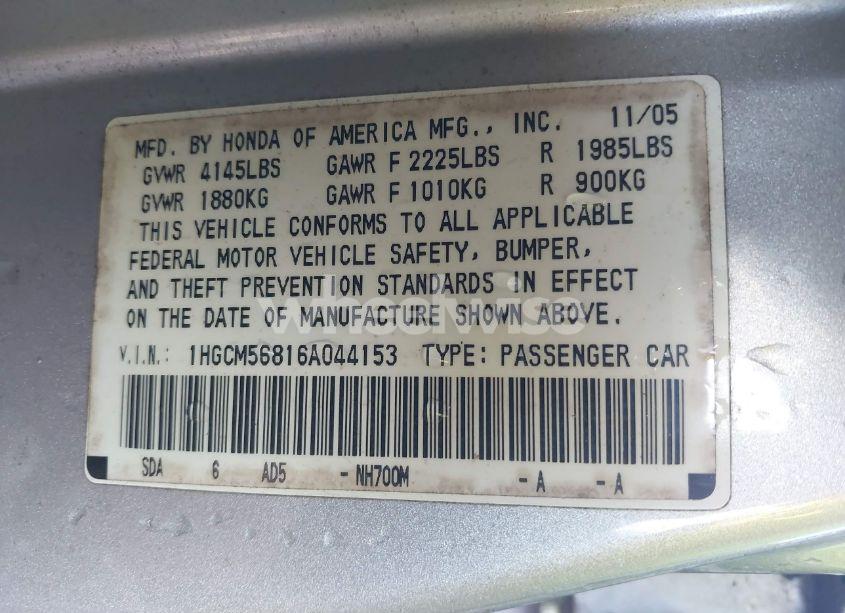 MFD. BY HONDA OF AMERICA MFG., INC. 11/05
GVWR 4145LBS GAWR F 2225LBS R 1985LBS
GVWR 1880KG GAWR F 1010KG R 900KG
THIS VEHICLE CONFORMS TO ALL APPLICABLE
FEDERAL MOTOR VEHICLE SAFETY, BUMPER,
AND THEFT PREVENTION STANDARDS IN EFFECT
ON THE DATE OF MANUFACTURE SHOWN ABOVE.
wheelwise
V.I.N.: 1HGCM56816A044153 TYPE: PASSENGER CAR
SDA 6 AD5 - NH700M - A - A